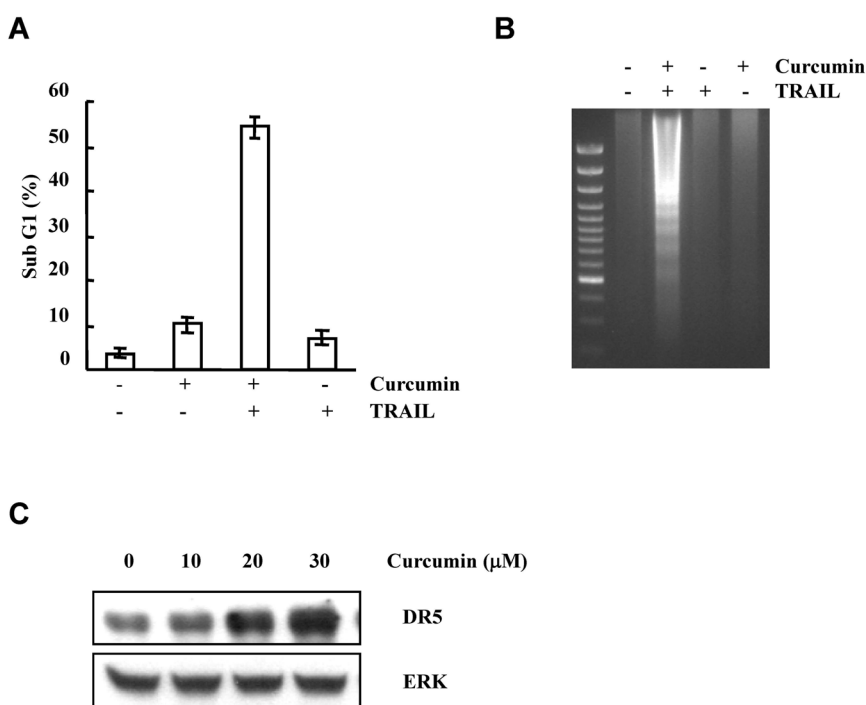 A
60
50
40
30
20
10
0
Sub G1 (%)
- + + - Curcumin
- - + + TRAIL
B
- + - + Curcumin
- + + - TRAIL
C
0 10 20 30 Curcumin (μM)
DR5
ERK